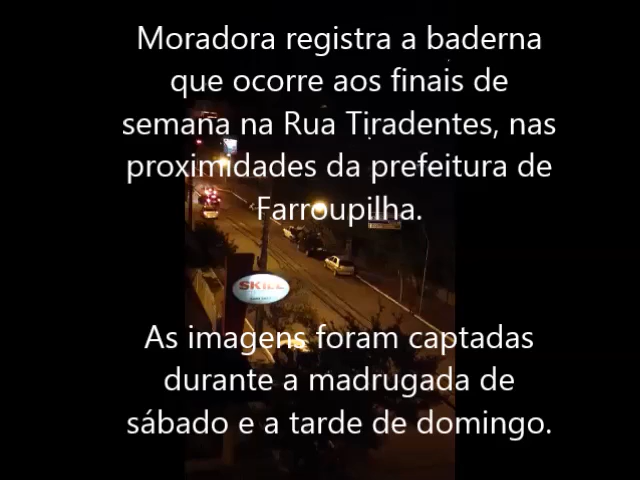 Moradora registra a baderna
que ocorre aos finais de
semana na Rua Tiradentes, nas
proximidades da prefeitura de
Farroupilha.
SKILL
As imagens foram captadas
durante a madrugada de
sábado e a tarde de domingo.